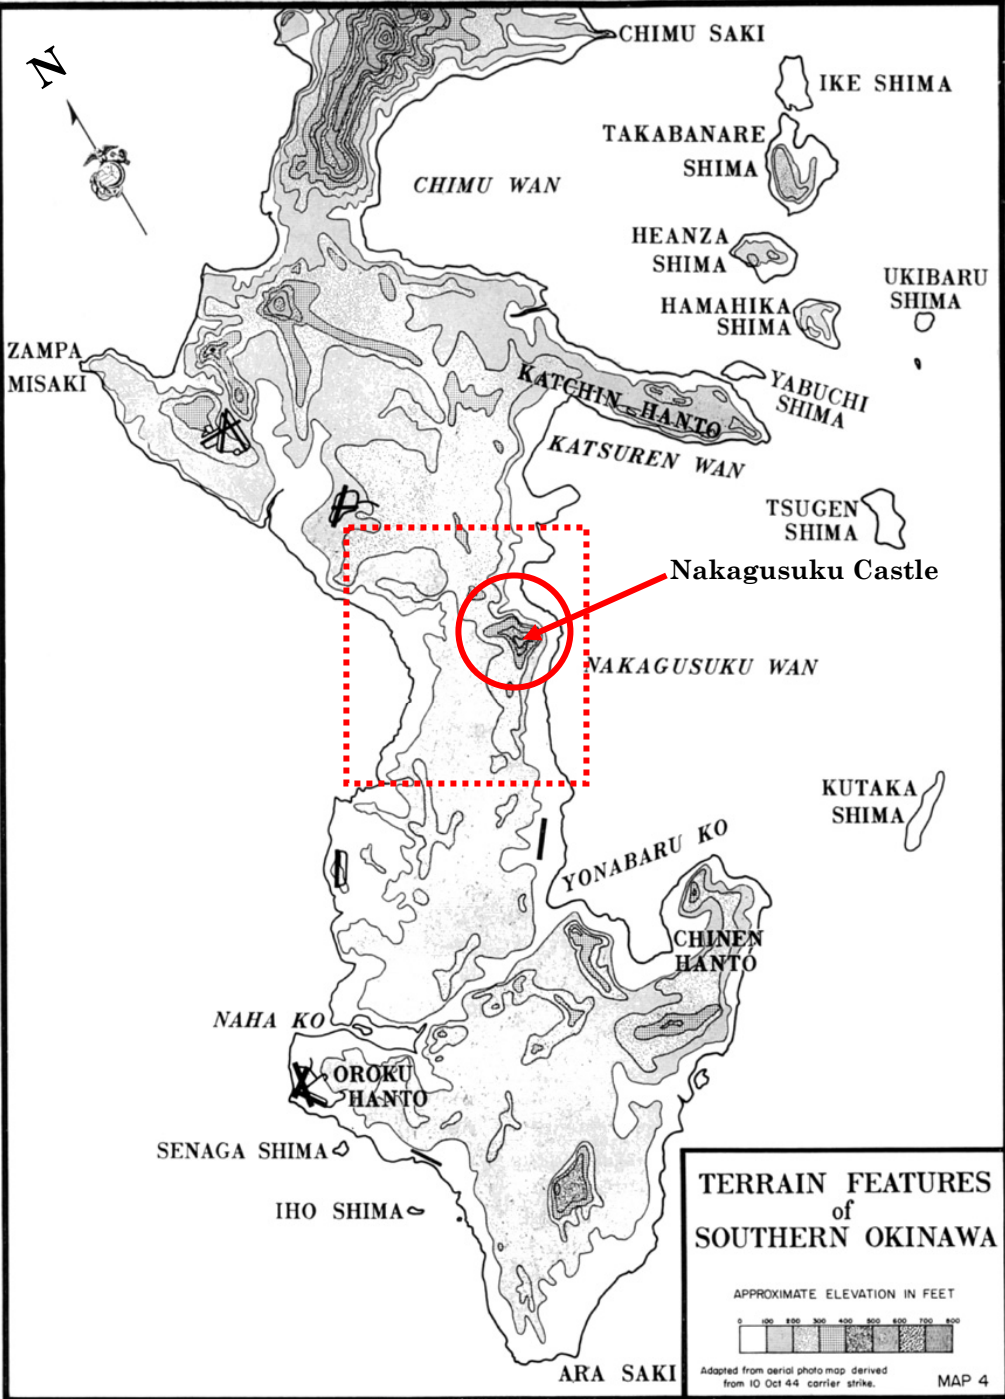 N
CHIMU SAKI
IKE SHIMA
TAKABANARE
SHIMA
CHIMU WAN
HEANZA
SHIMA
UKIBARU
SHIMA
HAMAHIKA
SHIMA
ZAMPA
MISAKI
YABUCHI
SHIMA
KATCHIN HANTO
KATSUREN WAN
TSUGEN
SHIMA
Nakagusuku Castle
NAKAGUSUKU WAN
KUTAKA
SHIMA
YONABARU KO
CHINEN
HANTO
NAHA KO
OROKU
HANTO
SENAGA SHIMA
IHO SHIMA
ARA SAKI
TERRAIN FEATURES
of
SOUTHERN OKINAWA
APPROXIMATE ELEVATION IN FEET
0 100 200 300 400 500 600 700 800
Adapted from aerial photo map derived
from 10 Oct 44 carrier strike.
MAP 4